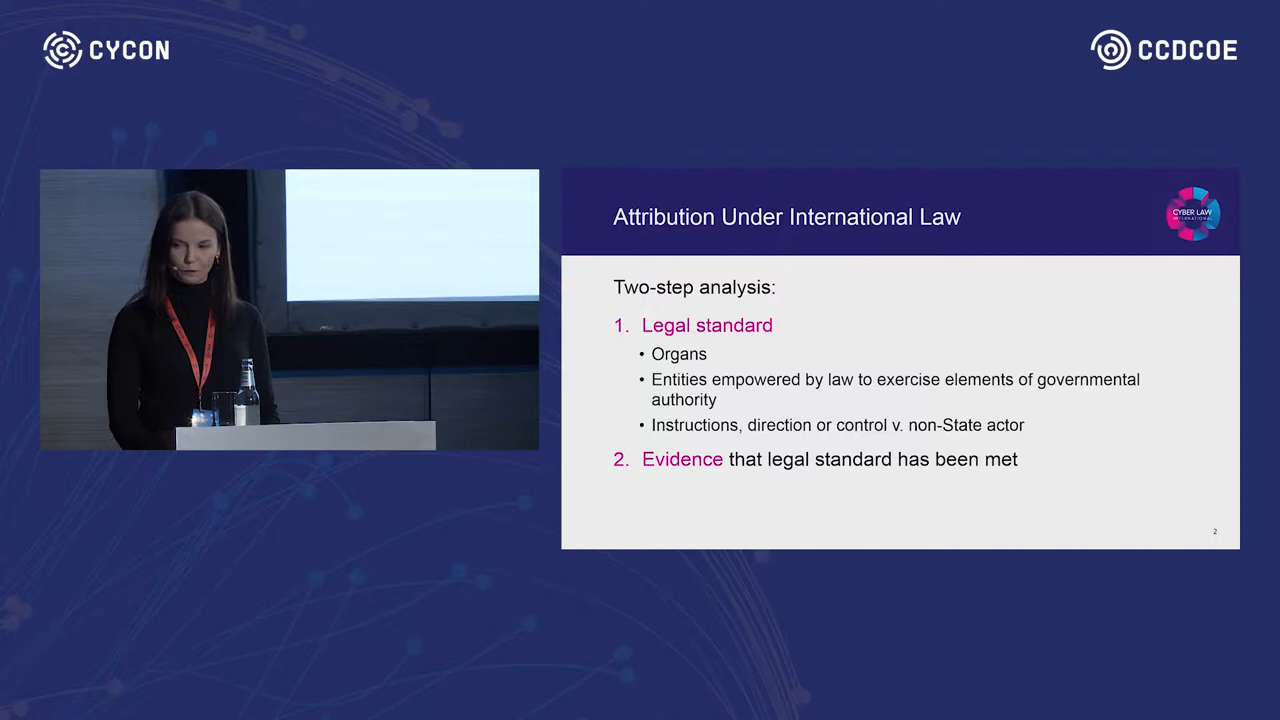 CYCON
CCDCOE
Attribution Under International Law
CYBER LAW
INTERNATIONAL
Two-step analysis:
1. Legal standard
• Organs
• Entities empowered by law to exercise elements of governmental
authority
• Instructions, direction or control v. non-State actor
2. Evidence that legal standard has been met
2